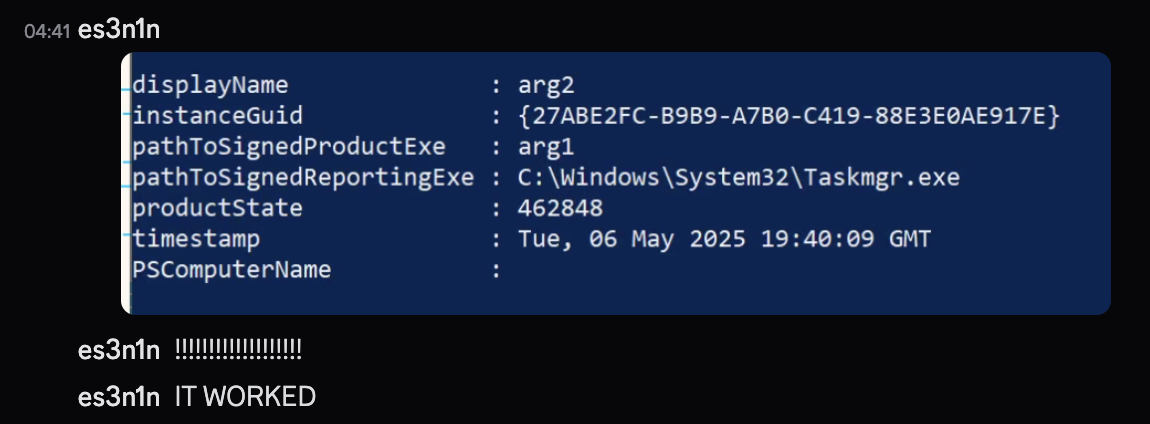 04:41 es3n1n
displayName : arg2
instanceGuid : {27ABE2FC-B9B9-A7B0-C419-88E3E0AE917E}
pathToSignedProductExe : arg1
pathToSignedReportingExe : C:\Windows\System32\Taskmgr.exe
productState : 462848
timestamp : Tue, 06 May 2025 19:40:09 GMT
PSComputerName :
es3n1n !!!!!!!!!!!!!!!!!!!
es3n1n IT WORKED